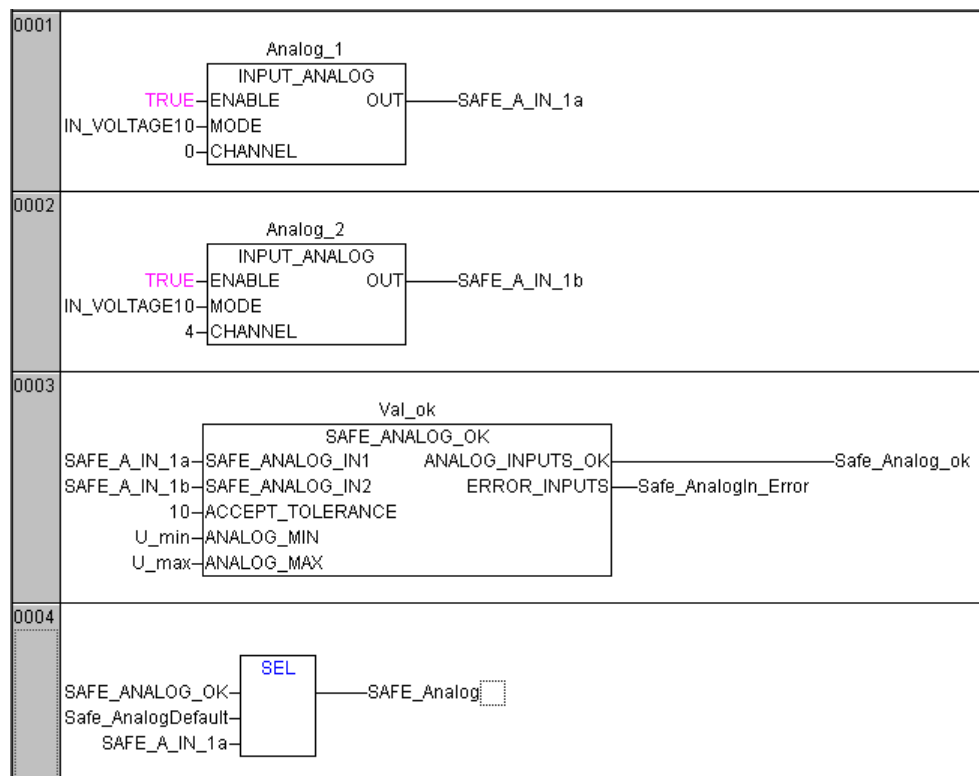 0001
Analog_1
INPUT_ANALOG
TRUE ENABLE OUT SAFE_A_IN_1a
IN_VOLTAGE10 MODE
0 CHANNEL
0002
Analog_2
INPUT_ANALOG
TRUE ENABLE OUT SAFE_A_IN_1b
IN_VOLTAGE10 MODE
4 CHANNEL
0003
Val_ok
SAFE_ANALOG_OK
SAFE_A_IN_1a SAFE_ANALOG_IN1 ANALOG_INPUTS_OK Safe_Analog_ok
SAFE_A_IN_1b SAFE_ANALOG_IN2 ERROR_INPUTS Safe_AnalogIn_Error
10 ACCEPT_TOLERANCE
U_min ANALOG_MIN
U_max ANALOG_MAX
0004
SEL
SAFE_ANALOG_OK SAFE_Analog
Safe_AnalogDefault
SAFE_A_IN_1a